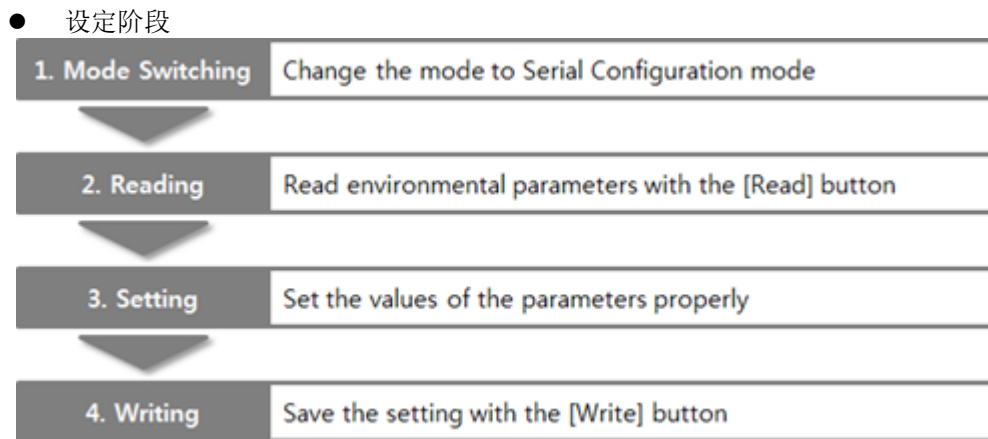 ● 设定阶段
1. Mode Switching Change the mode to Serial Configuration mode
2. Reading Read environmental parameters with the [Read] button
3. Setting Set the values of the parameters properly
4. Writing Save the setting with the [Write] button